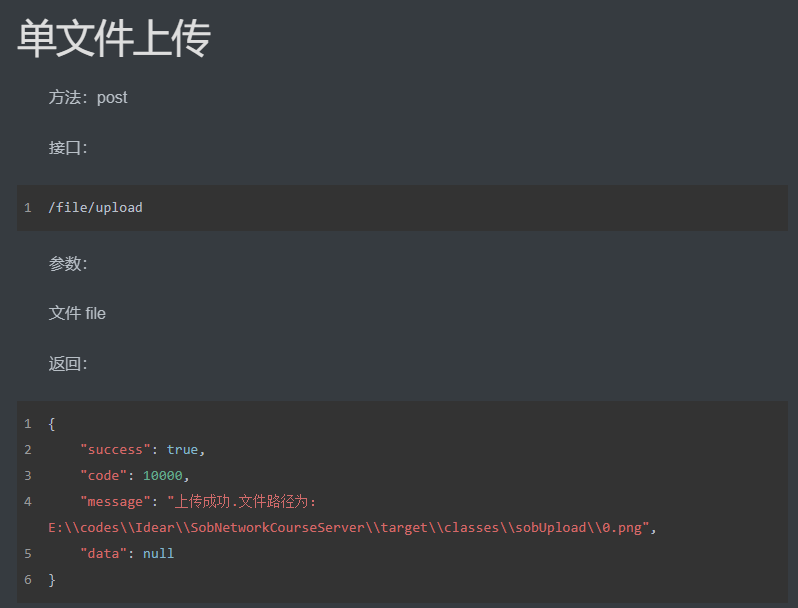 单文件上传
方法：post
接口：
1 /file/upload
参数：
文件 file
返回：
1 {
2 "success": true,
3 "code": 10000,
4 "message": "上传成功.文件路径为：
E:\\codes\\Idear\\SobNetworkCourseServer\\target\\classes\\sobUpload\\0.png",
5 "data": null
6 }